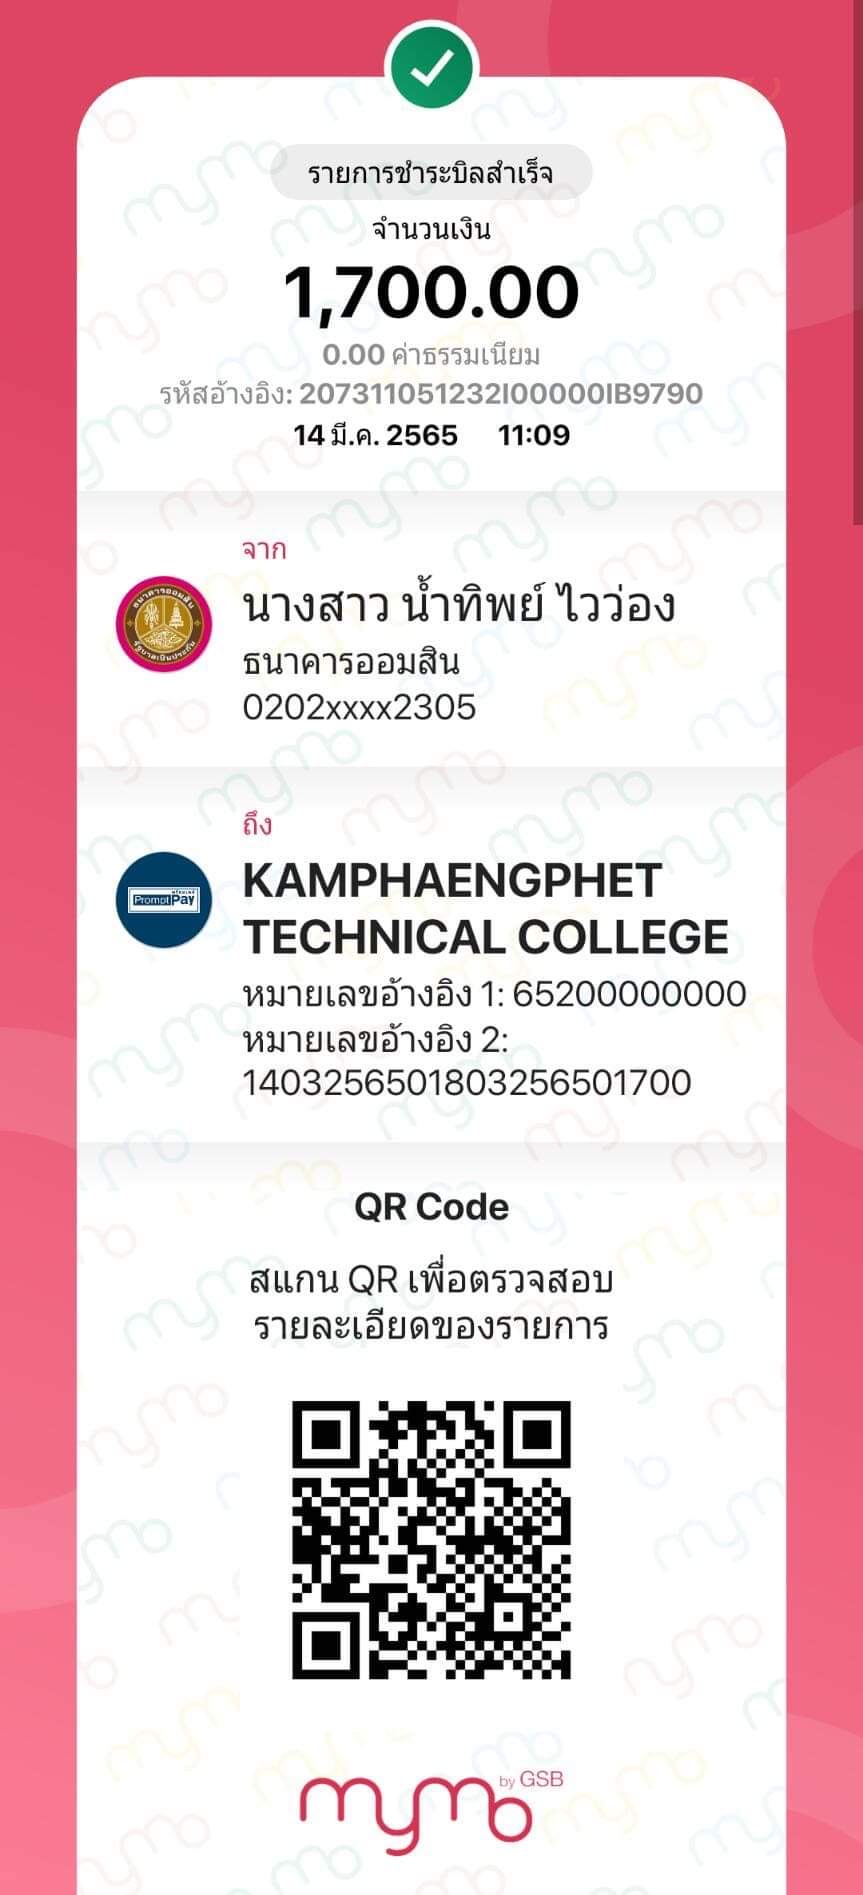 รายการชำระบิลสำเร็จ
จำนวนเงิน
1,700.00
0.00 ค่าธรรมเนียม
รหัสอ้างอิง: 207311051232I00000IB9790
14 มี.ค. 2565 11:09
จาก
นางสาว น้ำทิพย์ ไวว่อง
ธนาคารออมสิน
0202xxxx2305
ถึง
PromptPay
KAMPHAENGPHET
TECHNICAL COLLEGE
หมายเลขอ้างอิง 1: 65200000000
หมายเลขอ้างอิง 2:
1403256501803256501700
QR Code
สแกน QR เพื่อตรวจสอบ
รายละเอียดของรายการ
mymo by GSB